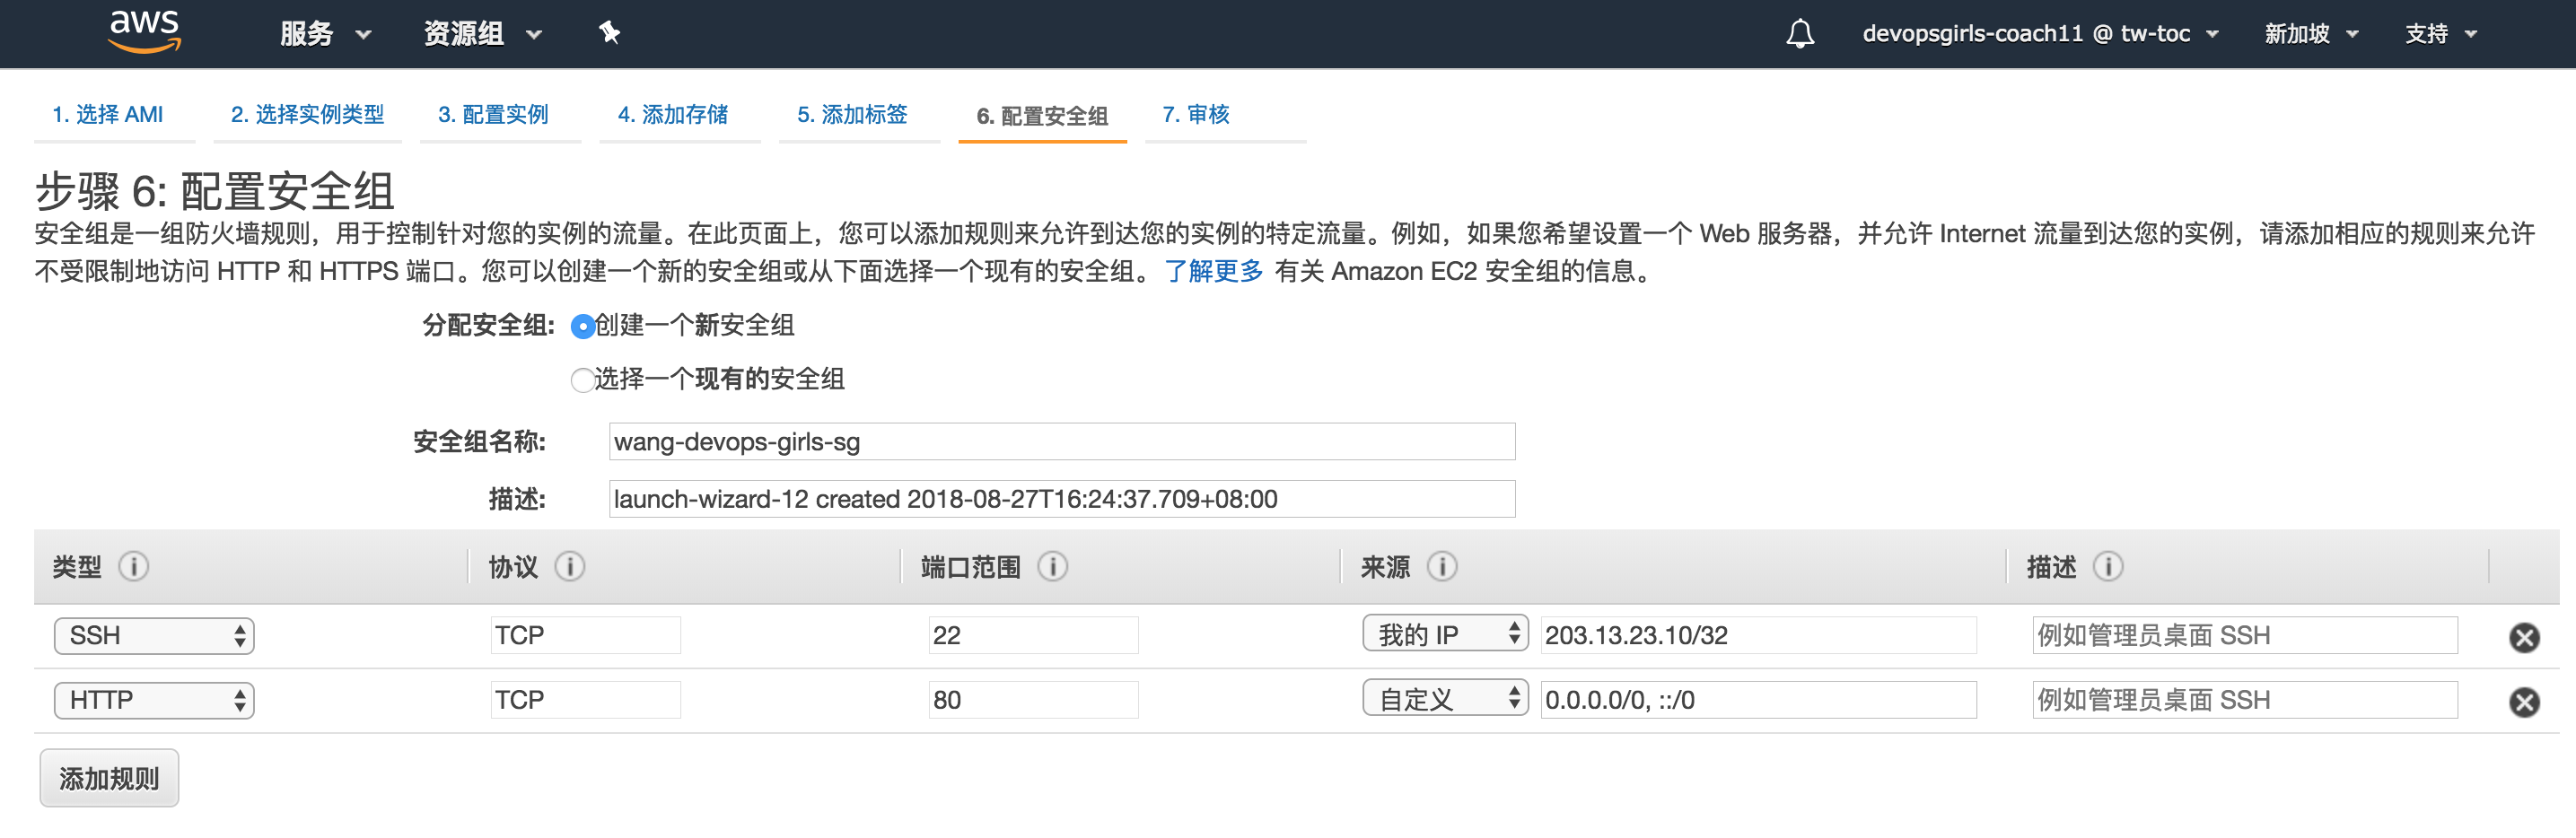 aws 服务 资源组 devopsgirls-coach11 @ tw-toc 新加坡 支持
1. 选择 AMI 2. 选择实例类型 3. 配置实例 4. 添加存储 5. 添加标签 6. 配置安全组 7. 审核
步骤 6: 配置安全组
安全组是一组防火墙规则，用于控制针对您的实例的流量。在此页面上，您可以添加规则来允许到达您的实例的特定流量。例如，如果您希望设置一个 Web 服务器，并允许 Internet 流量到达您的实例，请添加相应的规则来允许
不受限制地访问 HTTP 和 HTTPS 端口。您可以创建一个新的安全组或从下面选择一个现有的安全组。 了解更多 有关 Amazon EC2 安全组的信息。
分配安全组: 创建一个新安全组
选择一个现有的安全组
安全组名称: wang-devops-girls-sg
描述: launch-wizard-12 created 2018-08-27T16:24:37.709+08:00
类型 i 协议 i 端口范围 i 来源 i 描述 i
SSH TCP 22 我的 IP 203.13.23.10/32 例如管理员桌面 SSH
HTTP TCP 80 自定义 0.0.0.0/0, ::/0 例如管理员桌面 SSH
添加规则